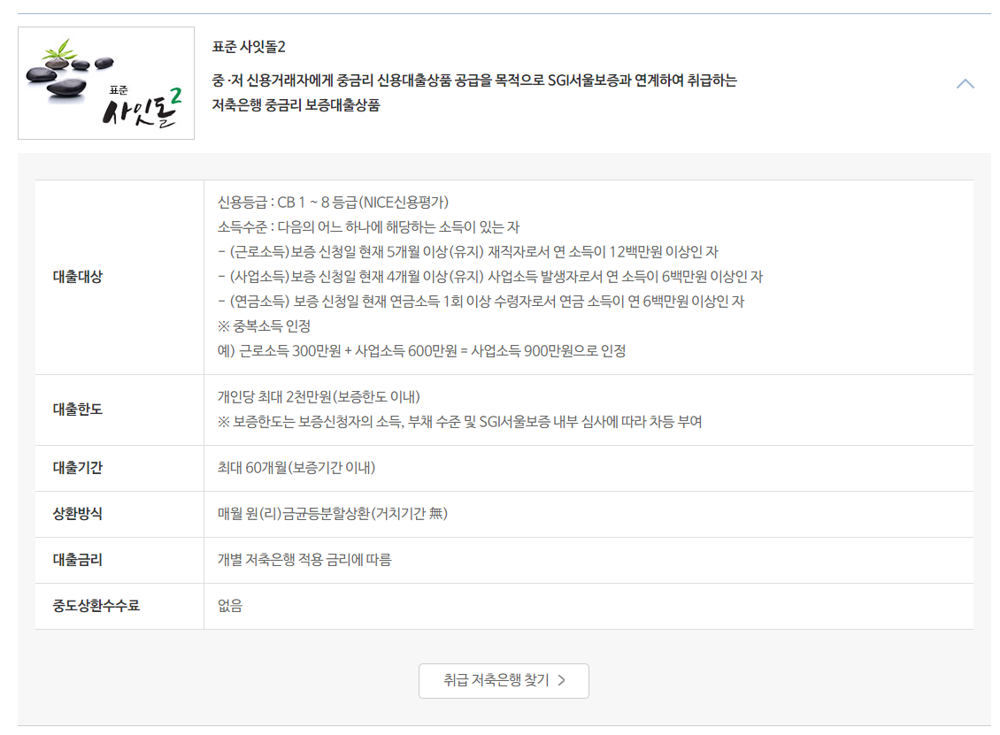 표준
사잇돌2
표준 사잇돌2
중 ·저 신용거래자에게 중금리 신용대출상품 공급을 목적으로 SGI서울보증과 연계하여 취급하는
저축은행 중금리 보증대출상품
대출대상
신용등급 : CB 1 ~ 8 등급(NICE신용평가)
소득수준 : 다음의 어느 하나에 해당하는 소득이 있는 자
- (근로소득)보증 신청일 현재 5개월 이상(유지) 재직자로서 연 소득이 12백만원 이상인 자
- (사업소득)보증 신청일 현재 4개월 이상(유지) 사업소득 발생자로서 연 소득이 6백만원 이상인 자
- (연금소득) 보증 신청일 현재 연금소득 1회 이상 수령자로서 연금 소득이 연 6백만원 이상인 자
※ 중복소득 인정
예) 근로소득 300만원 + 사업소득 600만원 = 사업소득 900만원으로 인정
대출한도
개인당 최대 2천만원(보증한도 이내)
※ 보증한도는 보증신청자의 소득, 부채 수준 및 SGI서울보증 내부 심사에 따라 차등 부여
대출기간
최대 60개월(보증기간 이내)
상환방식
매월 원(리)금균등분할상환(거치기간 無)
대출금리
개별 저축은행 적용 금리에 따름
중도상환수수료
없음
취급 저축은행 찾기 >